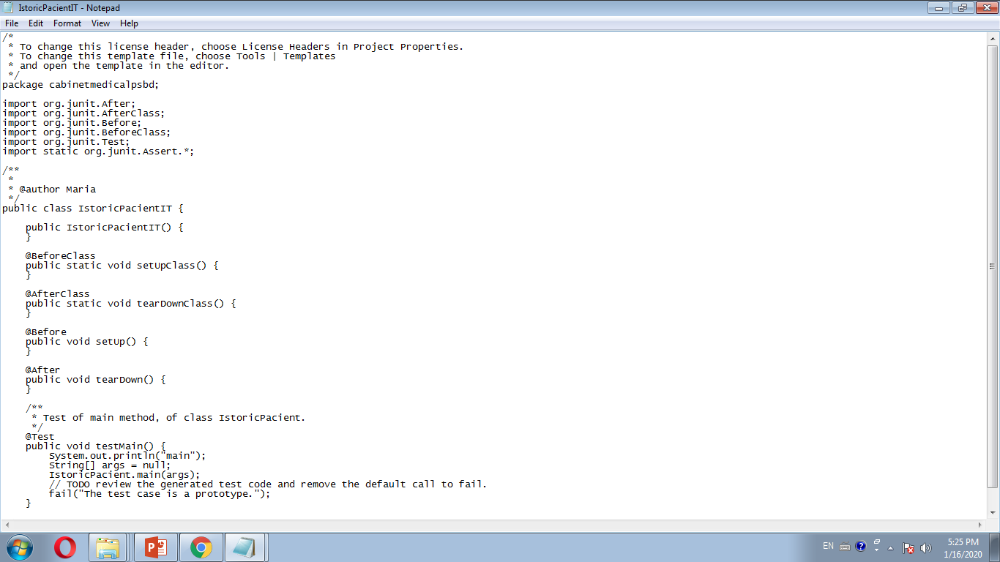 IstoricPacientIT - Notepad
File Edit Format View Help
/*
 * To change this license header, choose License Headers in Project Properties.
 * To change this template file, choose Tools | Templates
 * and open the template in the editor.
 */
package cabinetmedicalpsbd;

import org.junit.After;
import org.junit.AfterClass;
import org.junit.Before;
import org.junit.BeforeClass;
import org.junit.Test;
import static org.junit.Assert.*;

/**
 *
 * @author Maria
 */
public class IstoricPacientIT {

    public IstoricPacientIT() {
    }

    @BeforeClass
    public static void setUpClass() {
    }

    @AfterClass
    public static void tearDownClass() {
    }

    @Before
    public void setUp() {
    }

    @After
    public void tearDown() {
    }

    /**
     * Test of main method, of class IstoricPacient.
     */
    @Test
    public void testMain() {
        System.out.println("main");
        String[] args = null;
        IstoricPacient.main(args);
        // TODO review the generated test code and remove the default call to fail.
        fail("The test case is a prototype.");
    }
EN
5:25 PM
1/16/2020